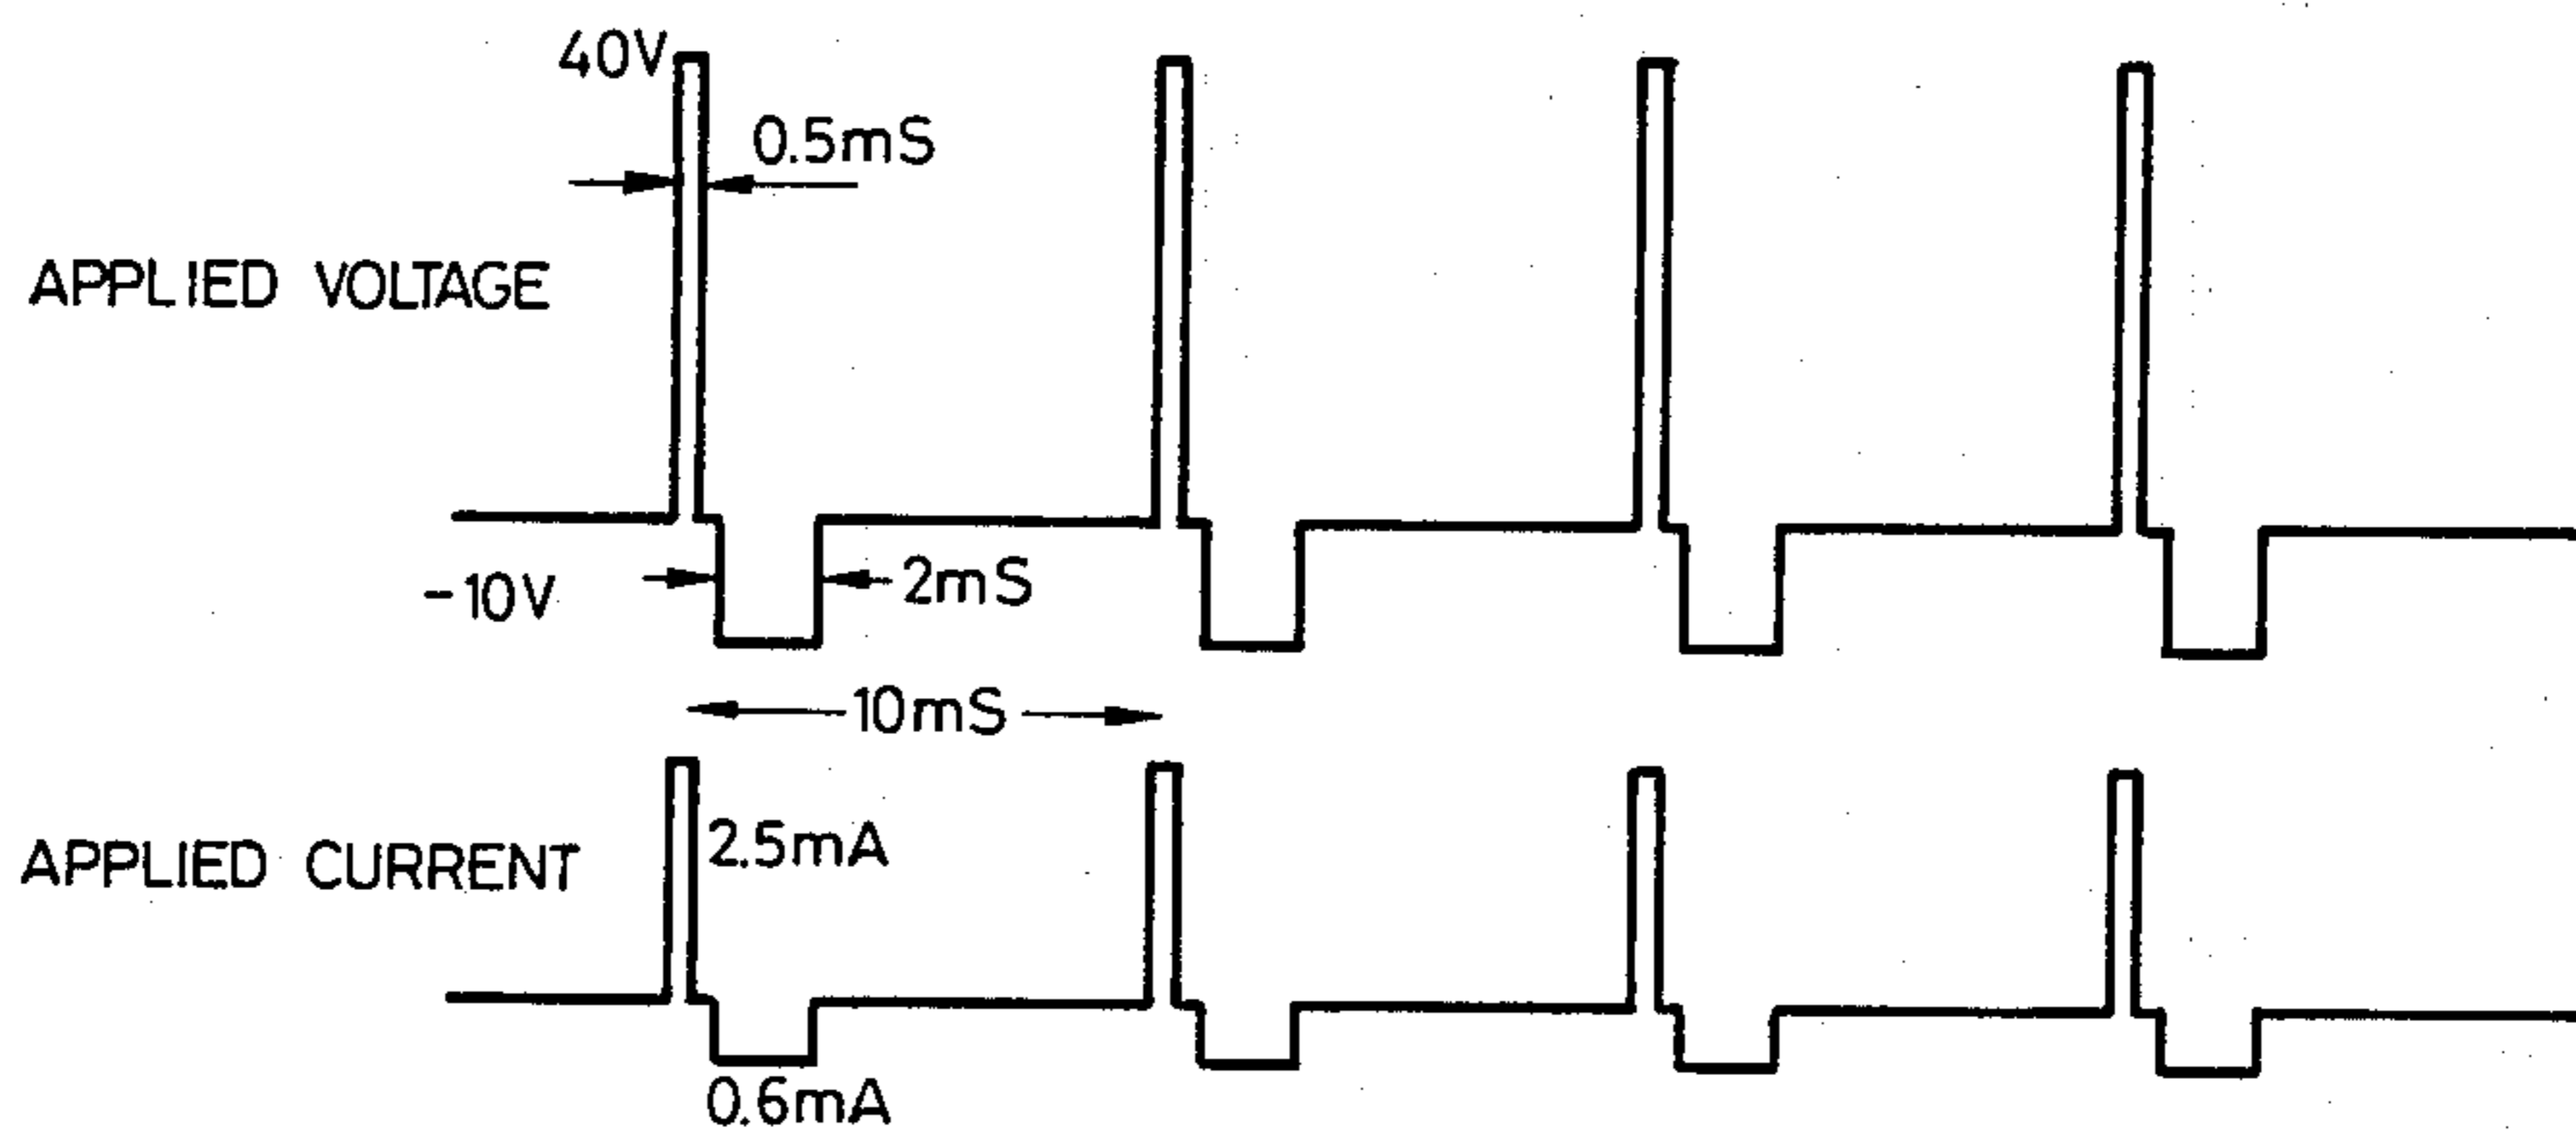 40V
0.5mS
APPLIED VOLTAGE
-10V
2mS
10mS
2.5mA
APPLIED CURRENT
0.6mA